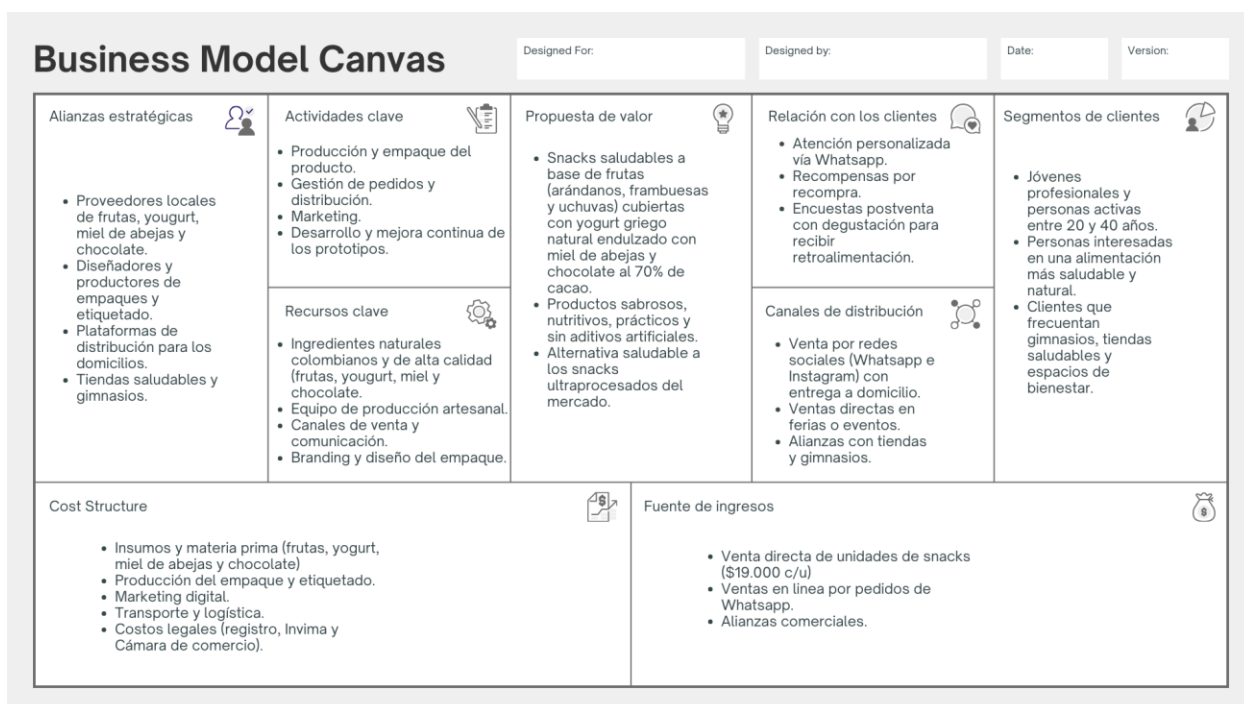 Business Model Canvas
Designed For:
Designed by:
Date:
Version:
Alianzas estratégicas
• Proveedores locales
de frutas, yougurt,
miel de abejas y
chocolate.
• Diseñadores y
productores de
empaques y
etiquetado.
• Plataformas de
distribución para los
domicilios.
• Tiendas saludables y
gimnasios.
Actividades clave
• Producción y empaque del
producto.
• Gestión de pedidos y
distribución.
• Marketing.
• Desarrollo y mejora continua de
los prototipos.
Recursos clave
• Ingredientes naturales
colombianos y de alta calidad
(frutas, yougurt, miel y
chocolate.
• Equipo de producción artesanal.
• Canales de venta y
comunicación.
• Branding y diseño del empaque.
Propuesta de valor
• Snacks saludables a
base de frutas
(arándanos, frambuesas
y uchuvas) cubiertas
con yogurt griego
natural endulzado con
miel de abejas y
chocolate al 70% de
cacao.
• Productos sabrosos,
nutritivos, prácticos y
sin aditivos artificiales.
• Alternativa saludable a
los snacks
ultraprocesados del
mercado.
Relación con los clientes
• Atención personalizada
vía Whatsapp.
• Recompensas por
recompra.
• Encuestas postventa
con degustación para
recibir
retroalimentación.
Canales de distribución
• Venta por redes
sociales (Whatsapp e
Instagram) con
entrega a domicilio.
• Ventas directas en
ferias o eventos.
• Alianzas con tiendas
y gimnasios.
Segmentos de clientes
• Jóvenes
profesionales y
personas activas
entre 20 y 40 años.
• Personas interesadas
en una alimentación
más saludable y
natural.
• Clientes que
frecuentan
gimnasios, tiendas
saludables y
espacios de
bienestar.
Cost Structure
• Insumos y materia prima (frutas, yogurt,
miel de abejas y chocolate)
• Producción del empaque y etiquetado.
• Marketing digital.
• Transporte y logística.
• Costos legales (registro, Invima y
Cámara de comercio).
Fuente de ingresos
• Venta directa de unidades de snacks
($19.000 c/u)
• Ventas en linea por pedidos de
Whatsapp.
• Alianzas comerciales.